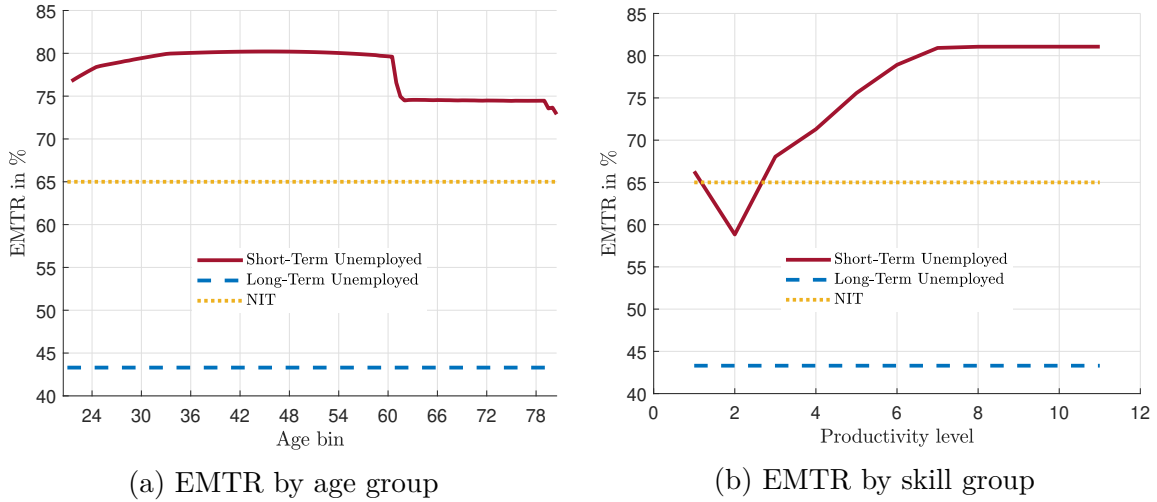 85
80
75
70
65
60
55
50
45
40
EMTR in %
Short-Term Unemployed
Long-Term Unemployed
NIT
24 30 36 42 48 54 60 66 72 78
Age bin
(a) EMTR by age group
85
80
75
70
65
60
55
50
45
40
EMTR in %
Short-Term Unemployed
Long-Term Unemployed
NIT
0 2 4 6 8 10 12
Productivity level
(b) EMTR by skill group